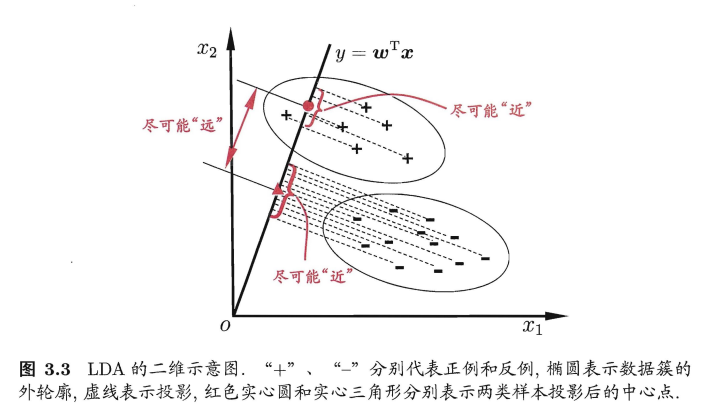 x₂
y = wᵀx
尽可能“远”
尽可能“近”
尽可能“近”
O
x₁
图 3.3 LDA 的二维示意图. “+”、“–”分别代表正例和反例, 椭圆表示数据簇的
外轮廓, 虚线表示投影, 红色实心圆和实心三角形分别表示两类样本投影后的中心点.